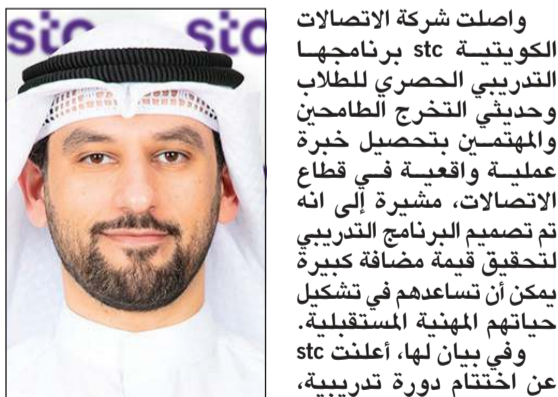 stc stc
واصلت شركة الاتصالات
الكويتية stc برنامجها
التدريبي الحصري للطلاب
وحديثي التخرج الطامحين
والمهتمين بتحصيل خبرة
عملية واقعية في قطاع
الاتصالات، مشيرة إلى انه
تم تصميم البرنامج التدريبي
لتحقيق قيمة مضافة كبيرة
يمكن أن تساعدهم في تشكيل
حياتهم المهنية المستقبلية.
وفي بيان لها، أعلنت stc
عن اختتام دورة تدريبية،